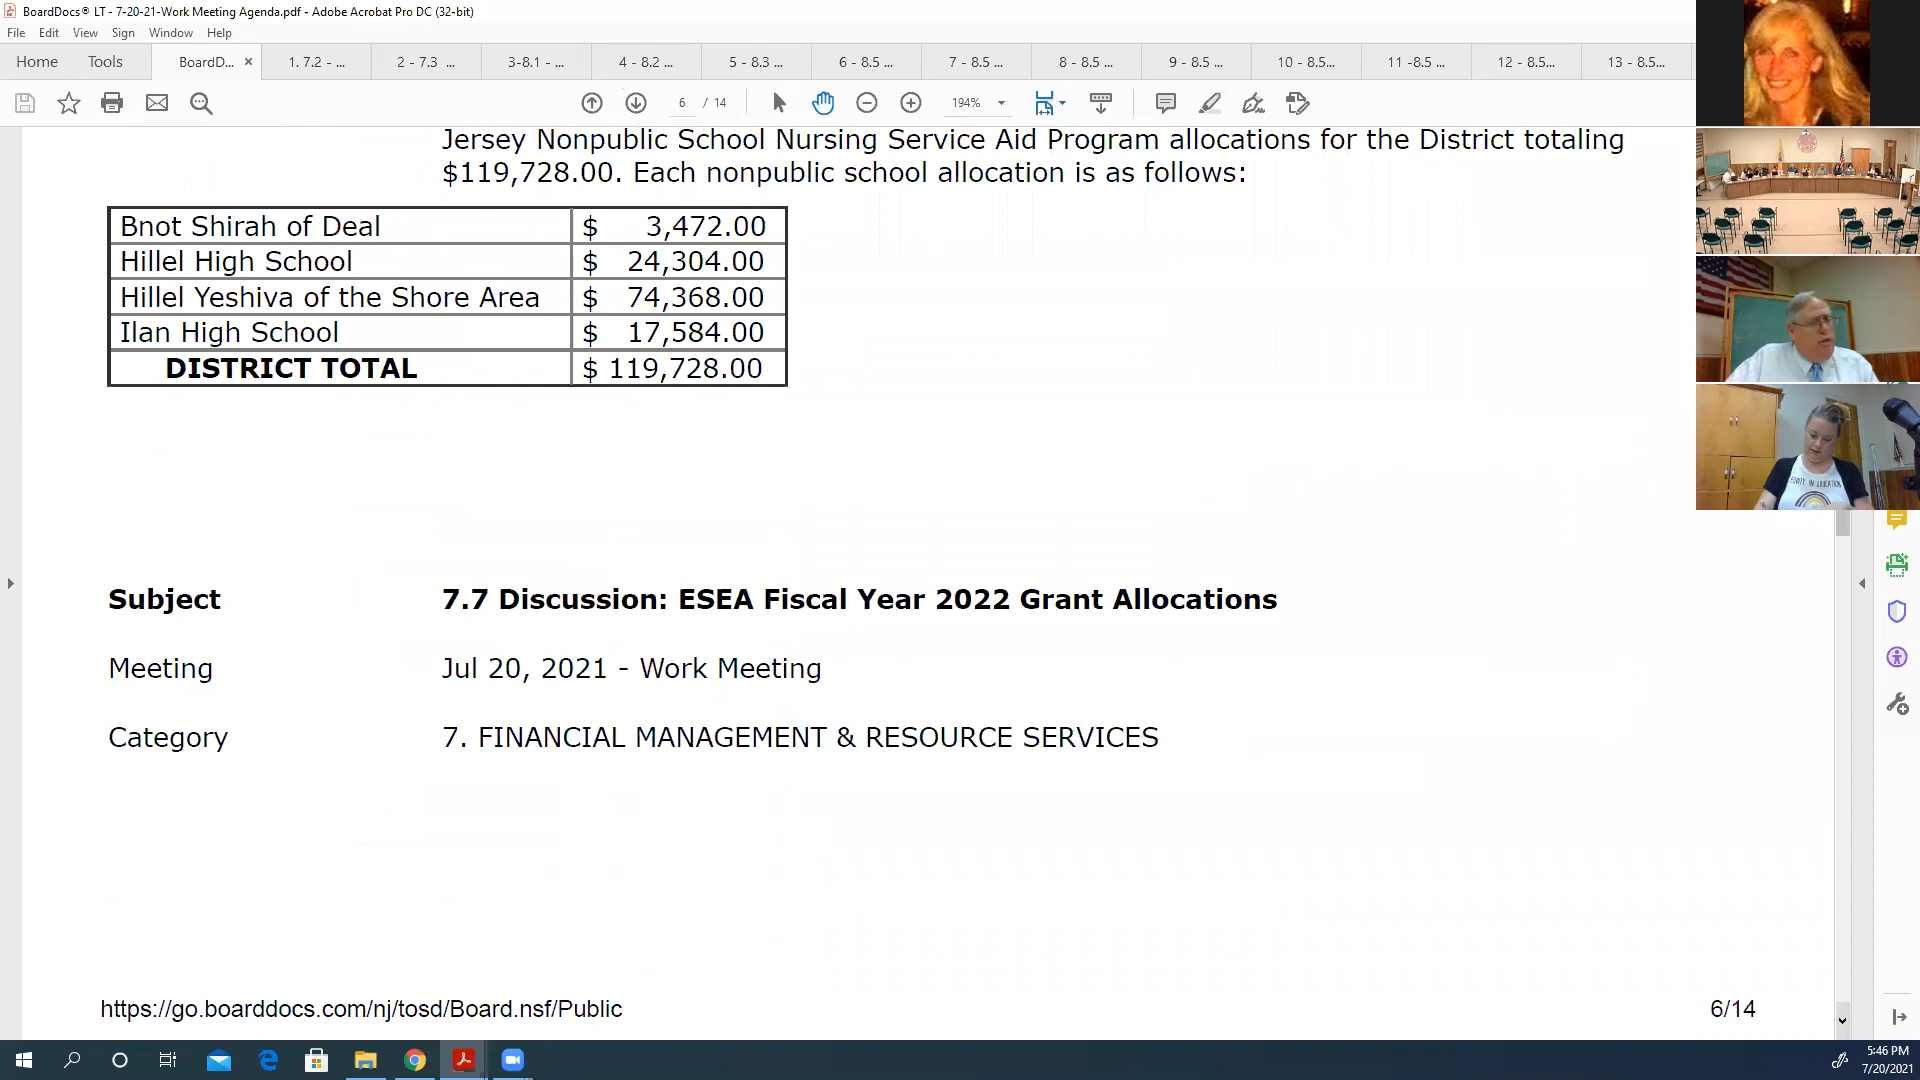 BoardDocs® LT - 7-20-21-Work Meeting Agenda.pdf - Adobe Acrobat Pro DC (32-bit)
File Edit View Sign Window Help
Home Tools BoardD... × 1. 7.2 - ... 2 - 7.3 ... 3-8.1 - ... 4 - 8.2 ... 5 - 8.3 ... 6 - 8.5 ... 7 - 8.5 ... 8 - 8.5 ... 9 - 8.5 ... 10 - 8.5... 11 -8.5 ... 12 - 8.5... 13 - 8.5...
6 / 14 194%
Jersey Nonpublic School Nursing Service Aid Program allocations for the District totaling
$119,728.00. Each nonpublic school allocation is as follows:
Bnot Shirah of Deal $ 3,472.00
Hillel High School $ 24,304.00
Hillel Yeshiva of the Shore Area $ 74,368.00
Ilan High School $ 17,584.00
DISTRICT TOTAL $ 119,728.00
Subject 7.7 Discussion: ESEA Fiscal Year 2022 Grant Allocations
Meeting Jul 20, 2021 - Work Meeting
Category 7. FINANCIAL MANAGEMENT & RESOURCE SERVICES
https://go.boarddocs.com/nj/tosd/Board.nsf/Public 6/14
5:46 PM
7/20/2021